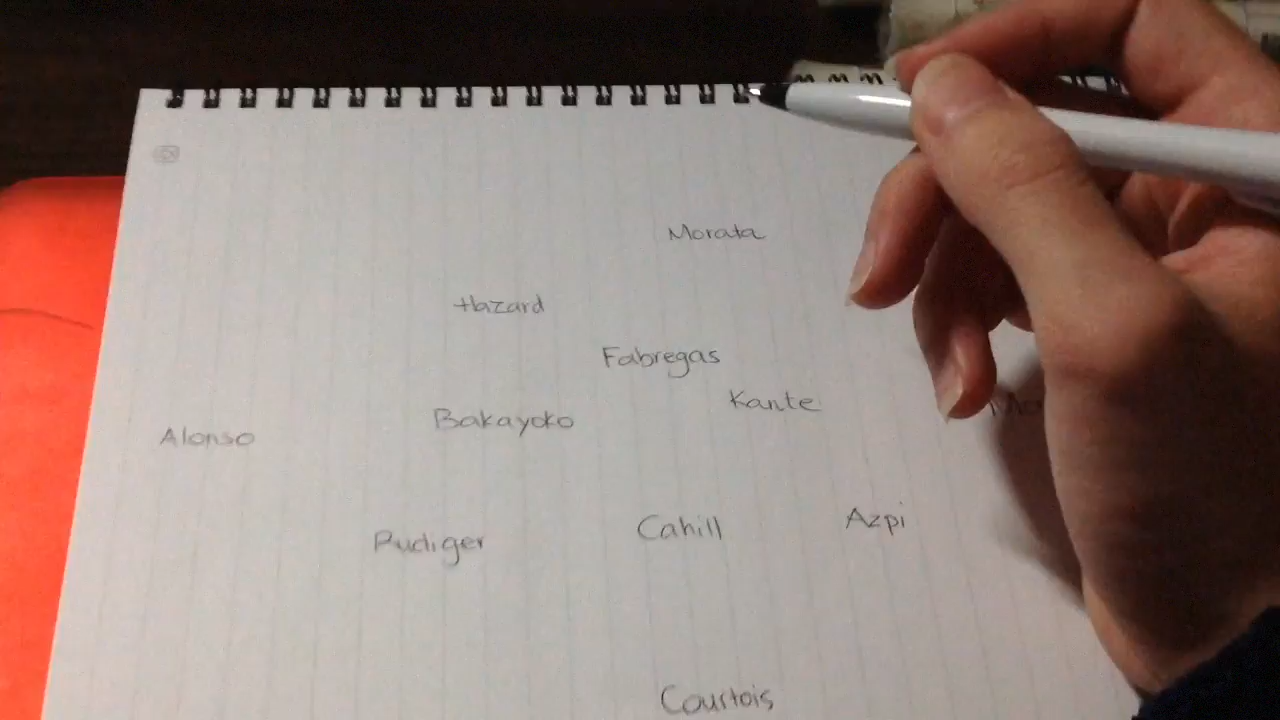 Morata
Hazard
Fabregas
Kante
Bakayoko
Alonso
Azpi
Cahill
Rudiger
Courtois